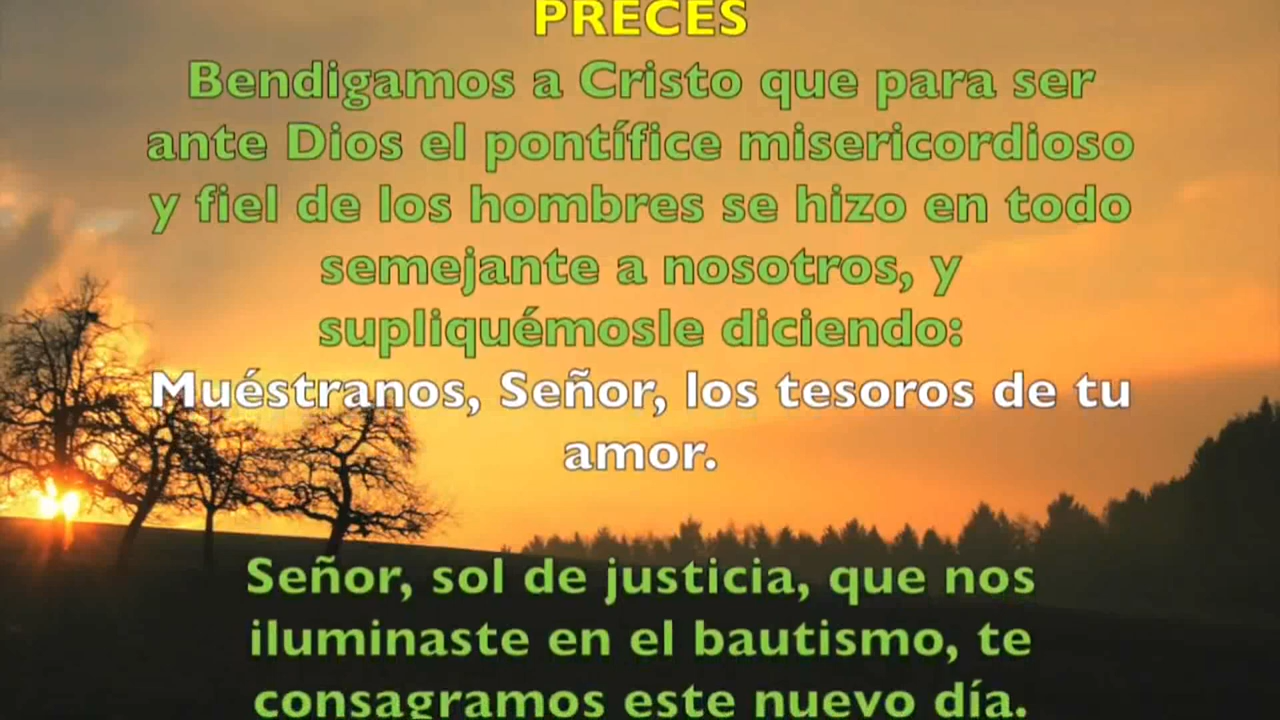 PRECES
Bendigamos a Cristo que para ser
ante Dios el pontífice misericordioso
y fiel de los hombres se hizo en todo
semejante a nosotros, y
supliquémosle diciendo:
Muéstranos, Señor, los tesoros de tu
amor.
Señor, sol de justicia, que nos
iluminaste en el bautismo, te
consagramos este nuevo día.